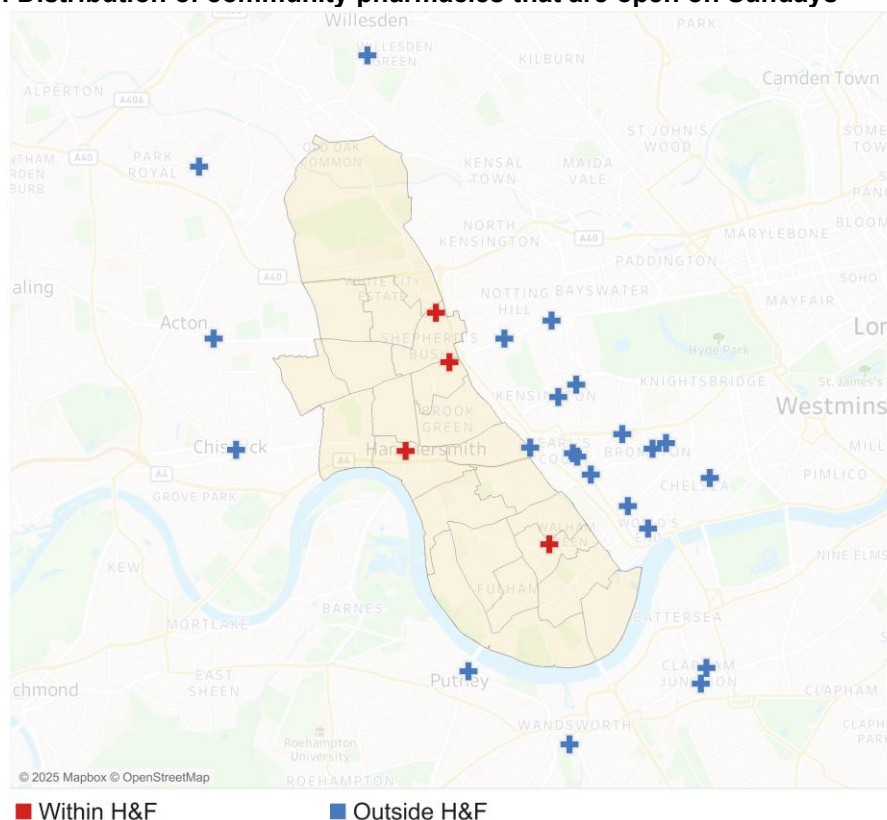 Distribution of community pharmacies that are open on Sundays
Willesden
WILLESDEN
GREEN
KILBURN
Camden Town
ALPERTON
A406
ST JOHN'S
WOOD
A40
PARK
ROYAL
OLD OAK
COMMON
KENSAL
TOWN
MAIDA
VALE
NORTH
KENSINGTON
A40
MARYLEBONE
PADDINGTON
A40
WHITE CITY
ESTATE
NOTTING
HILL
BAYSWATER
SOHO
MAYFAIR
aling
Acton
SHEPHERD'S
BUSH
Hyde Park
Lor
KNIGHTSBRIDGE
St. James's
KENSINGTON
Westmins
BROOK
GREEN
Chiswick
Hammersmith
EARL'S
COURT
BROMPTON
A4
A4
CHELSEA
PIMLICO
GROVE PARK
WORLD'S
END
WALHAM
GREEN
NINE ELMS
KEW
FULHAM
BARNES
BATTERSEA
MORTLAKE
EAST
SHEEN
Putney
CLAPHAM
JUNCTION
chmond
CLAPHAM
WANDSWORTH
Roehampton
University
ROEHAMPTON
© 2025 Mapbox © OpenStreetMap
Within H&F
Outside H&F